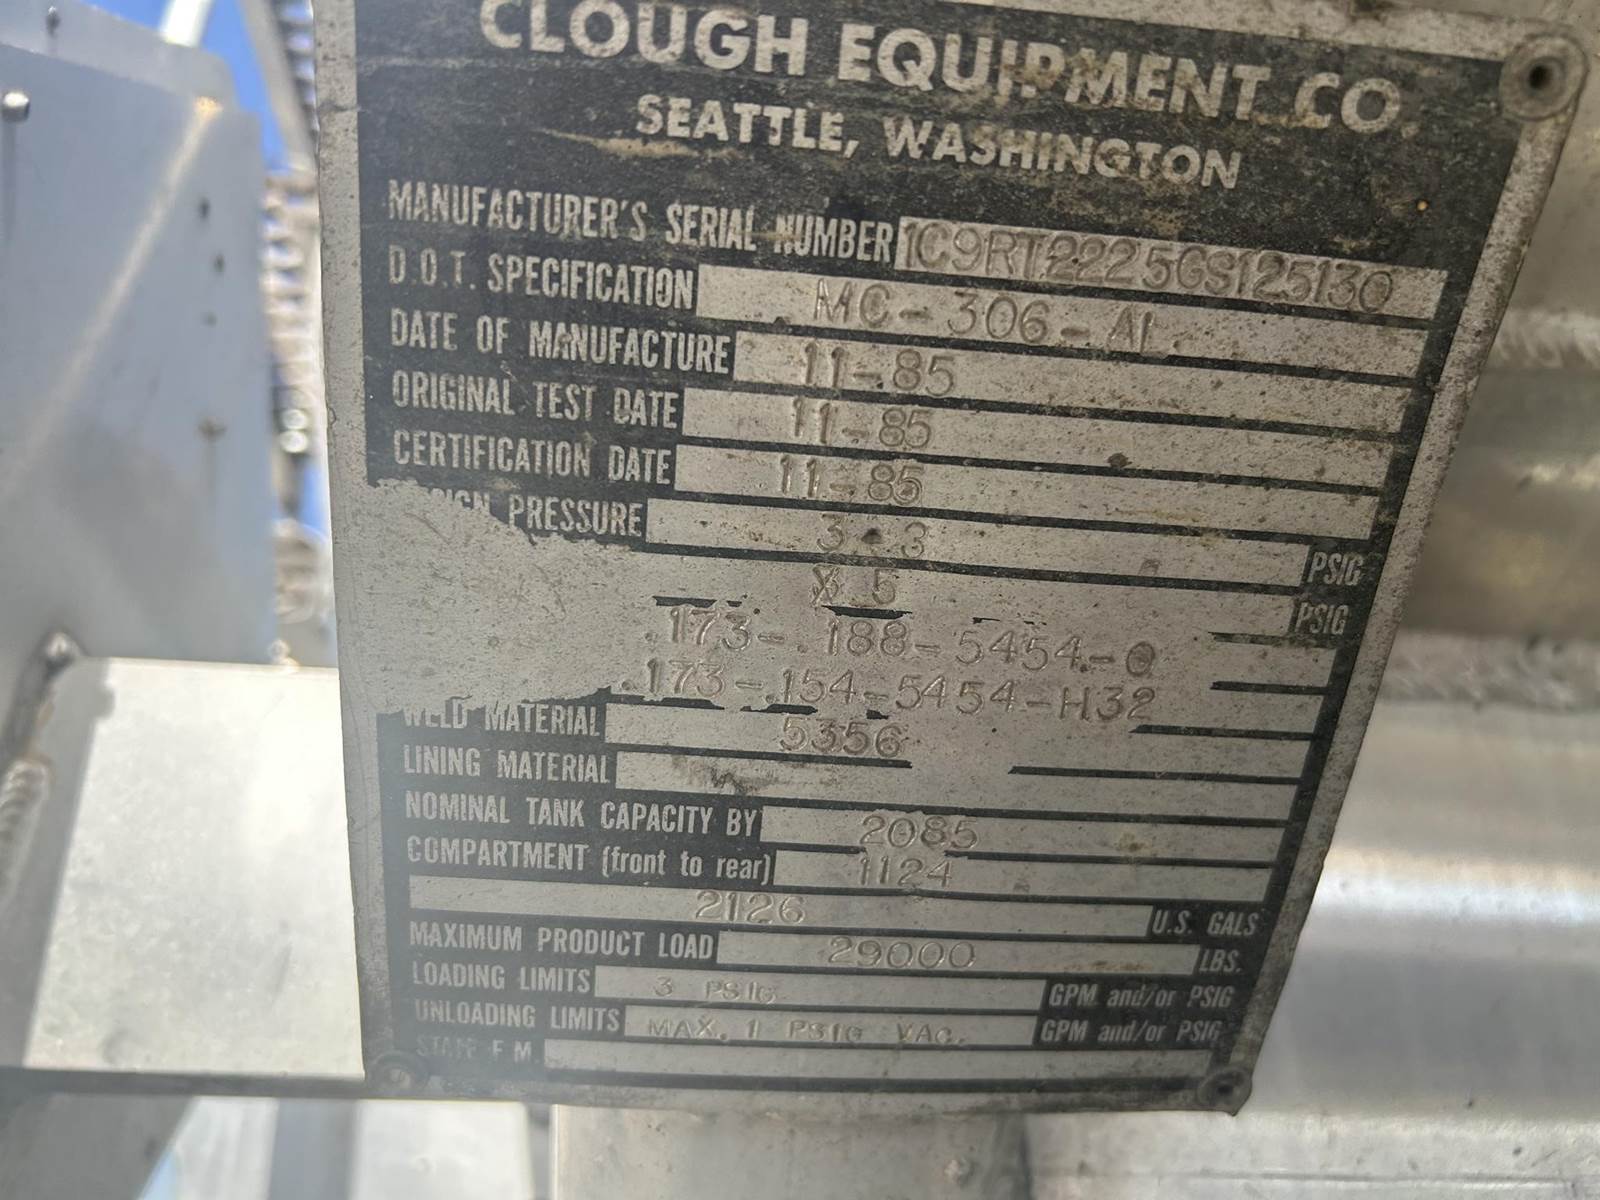 CLOUGH EQUIPMENT CO.
SEATTLE, WASHINGTON
MANUFACTURER'S SERIAL NUMBER 1C9RT2225GS125130
D.O.T. SPECIFICATION MC-306-AL
DATE OF MANUFACTURE 11-85
ORIGINAL TEST DATE 11-85
CERTIFICATION DATE 11-85
PRESSURE 3.3 PSIG
5 PSIG
.173-.188-5454-0
.173-.154-5454-H32
WELD MATERIAL 5356
LINING MATERIAL
NOMINAL TANK CAPACITY BY 2085
COMPARTMENT (front to rear) 1124
2126 U.S. GALS
MAXIMUM PRODUCT LOAD 29000 LBS.
LOADING LIMITS 3 PSIG GPM and/or PSIG
UNLOADING LIMITS MAX. 1 PSIG VAC. GPM and/or PSIG